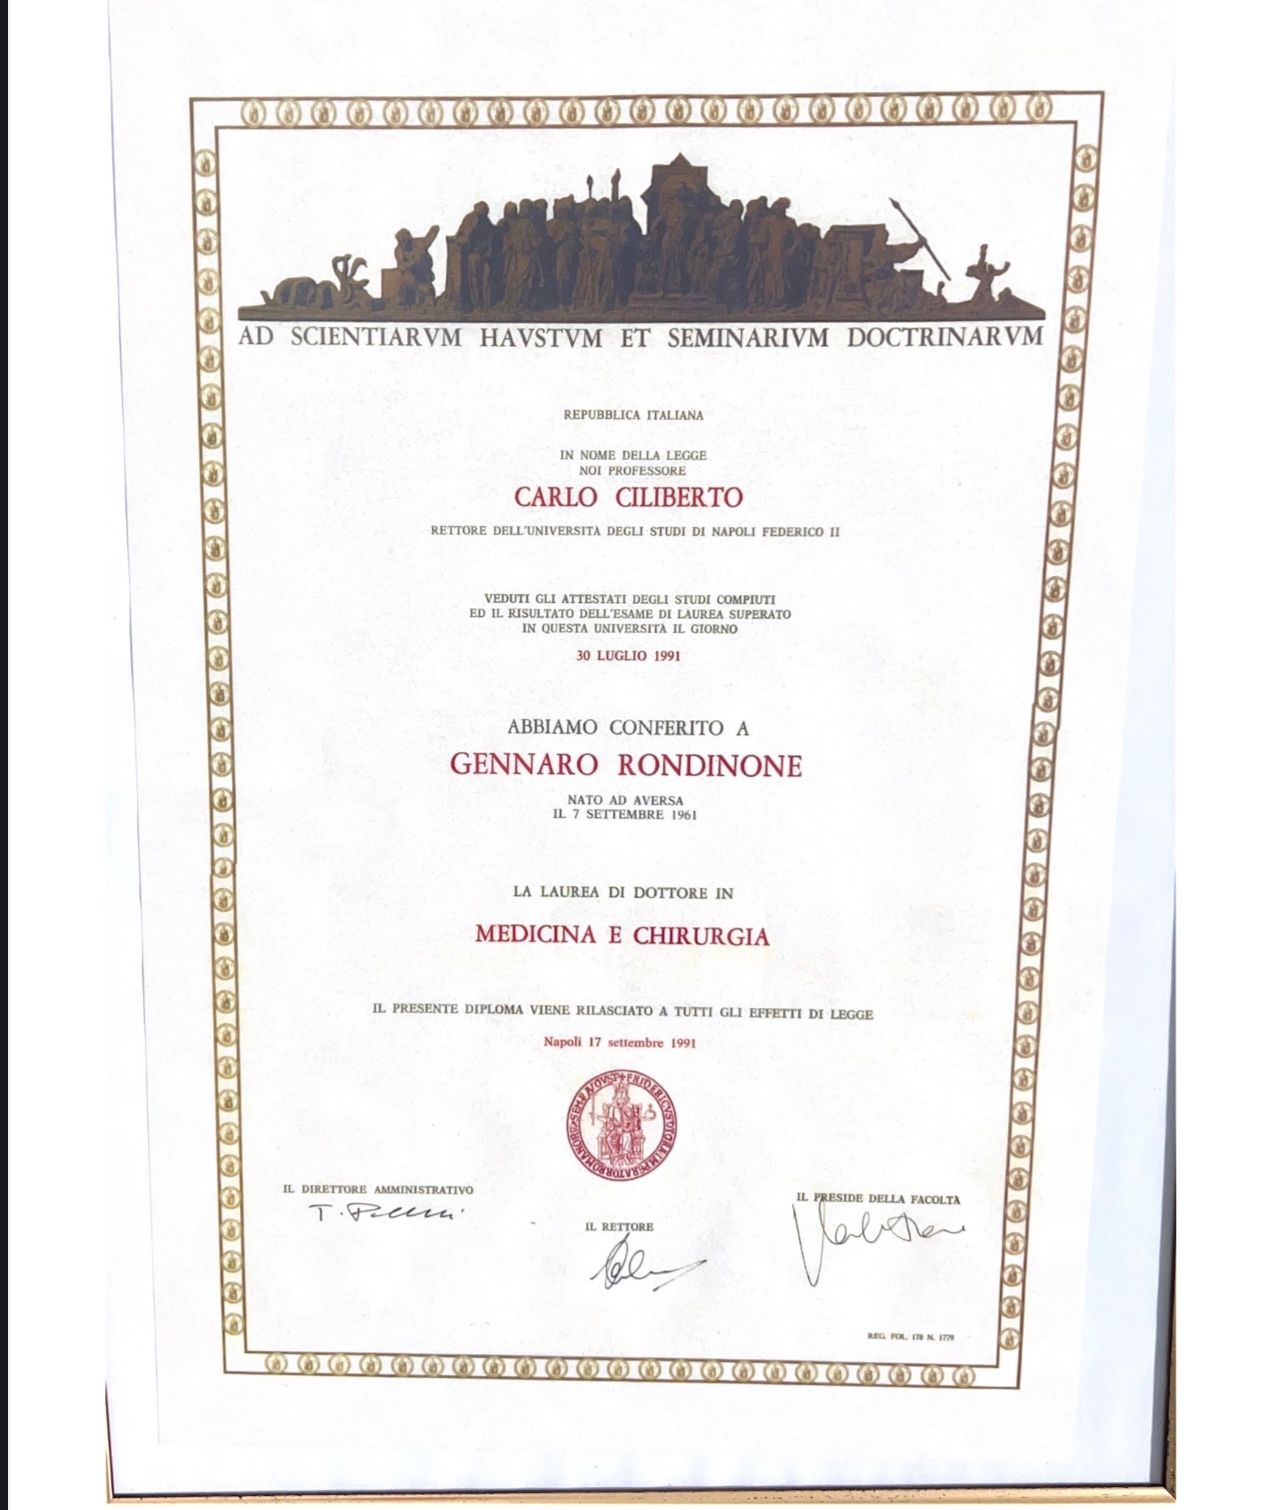 AD SCIENTIARVM HAVSTVM ET SEMINARIVM DOCTRINARVM
REPUBBLICA ITALIANA
IN NOME DELLA LEGGE
NOI PROFESSORE
CARLO CILIBERTO
RETTORE DELL'UNIVERSITÀ DEGLI STUDI DI NAPOLI FEDERICO II
VEDUTI GLI ATTESTATI DEGLI STUDI COMPIUTI
ED IL RISULTATO DELL'ESAME DI LAUREA SUPERATO
IN QUESTA UNIVERSITÀ IL GIORNO
30 LUGLIO 1991
ABBIAMO CONFERITO A
GENNARO RONDINONE
NATO AD AVERSA
IL 7 SETTEMBRE 1961
LA LAUREA DI DOTTORE IN
MEDICINA E CHIRURGIA
IL PRESENTE DIPLOMA VIENE RILASCIATO A TUTTI GLI EFFETTI DI LEGGE
Napoli 17 settembre 1991
IL DIRETTORE AMMINISTRATIVO
IL RETTORE
IL PRESIDE DELLA FACOLTÀ
REG. FOL. 178 N. 1779